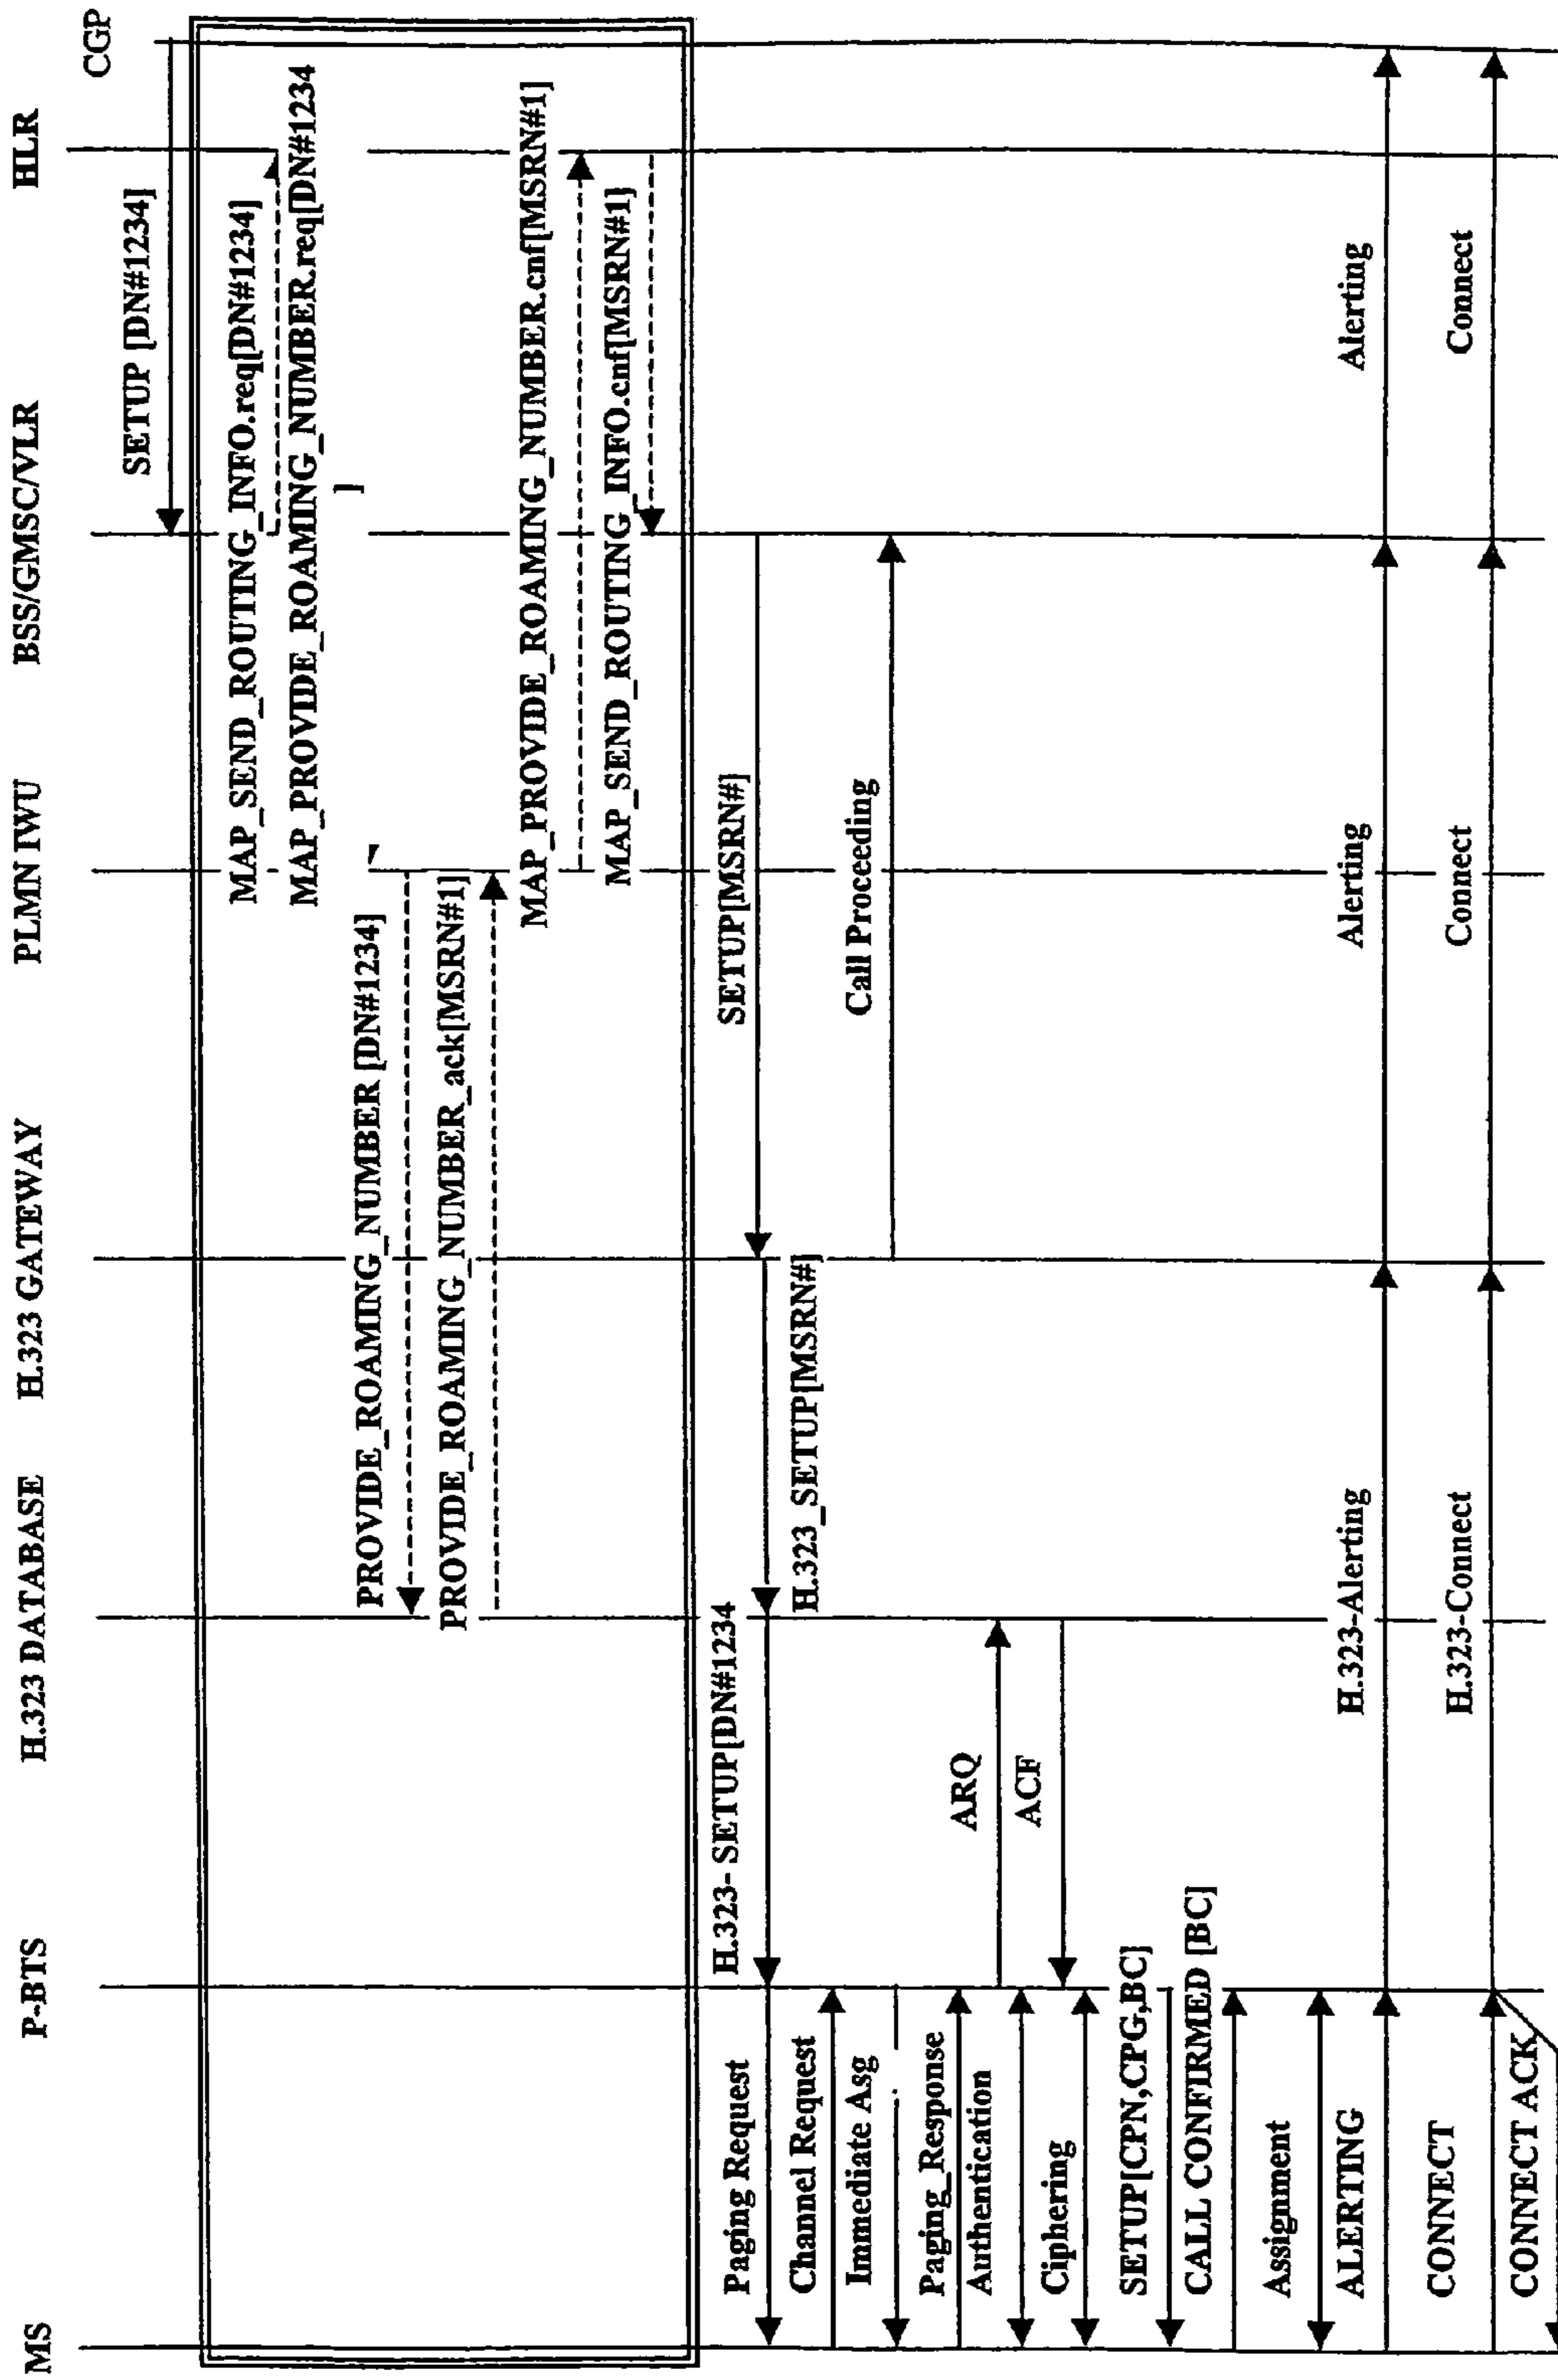 MS
P-BTS
H.323 DATABASE
H.323 GATEWAY
PLMN IWU
BSS/GMSC/VLR
HLR
CGP
SETUP [DN#1234]
MAP_SEND_ROUTING_INFO.req[DN#1234]
MAP_PROVIDE_ROAMING_NUMBER.req[DN#1234
]
PROVIDE_ROAMING_NUMBER [DN#1234]
PROVIDE_ROAMING_NUMBER_ack[MSRN#1]
MAP_PROVIDE_ROAMING_NUMBER.cnf[MSRN#1]
MAP_SEND_ROUTING_INFO.cnf[MSRN#1]
SETUP[MSRN#]
H.323_SETUP[MSRN#]
H.323- SETUP[DN#1234
Paging Request
Channel Request
Call Proceeding
Immediate Asg
Paging_Response
ARQ
Authentication
ACF
Ciphering
SETUP[CPN,CPG,BC]
CALL CONFIRMED [BC]
Assignment
ALERTING
H.323-Alerting
Alerting
Alerting
CONNECT
H.323-Connect
Connect
Connect
CONNECT ACK